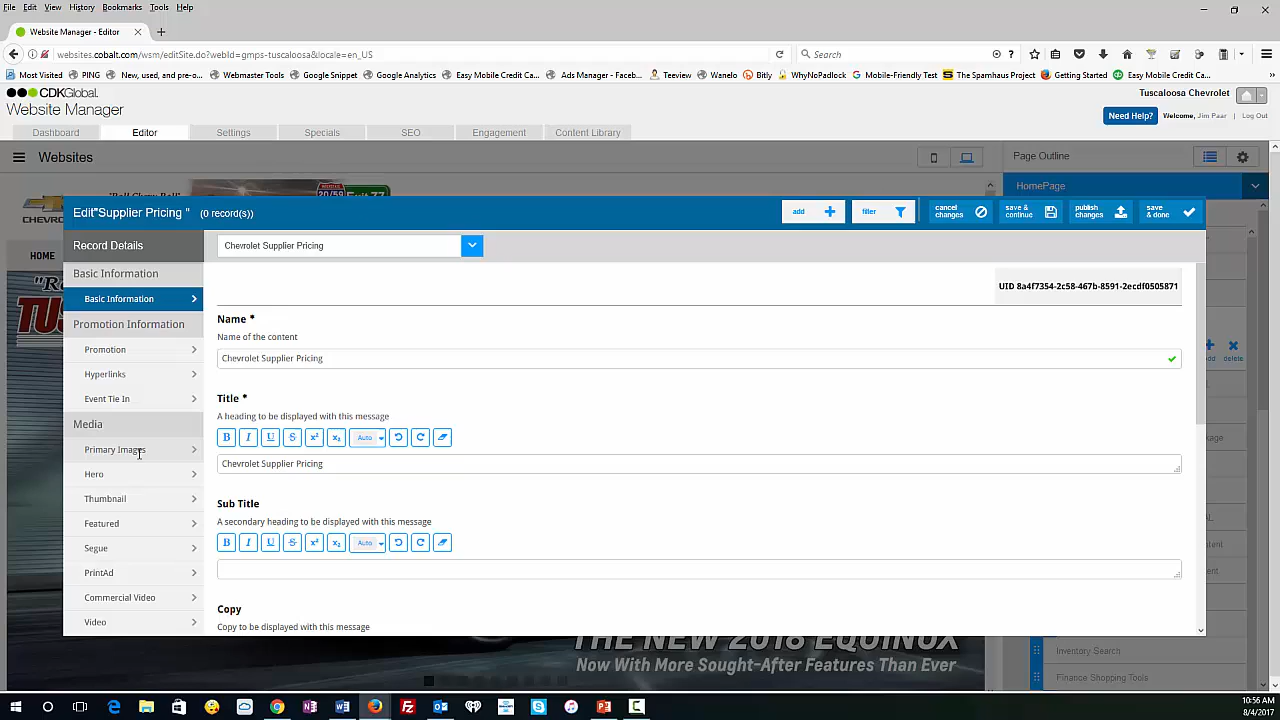 File Edit View History Bookmarks Tools Help
Website Manager - Editor
websites.cobalt.com/wsm/editSite.do?webId=gmps-tuscaloosa&locale=en_US
Search
Most Visited PING New, used, and pre-o... Webmaster Tools Google Snippet Google Analytics Easy Mobile Credit Ca... Ads Manager - Faceb... Teeview Wanelo Bitly WhyNoPadlock Mobile-Friendly Test The Spamhaus Project Getting Started Easy Mobile Credit Ca...
CDKGlobal.
Website Manager
Tuscaloosa Chevrolet
Need Help? Welcome, Jim Paar | Log Out
Dashboard Editor Settings Specials SEO Engagement Content Library
Websites
Page Outline
HomePage
Edit"Supplier Pricing " (0 record(s))
add filter cancel changes save & continue publish changes save & done
Record Details
Chevrolet Supplier Pricing
HOME
Basic Information
Basic Information
Promotion Information
Promotion
Hyperlinks
Event Tie In
Media
Primary Images
Hero
Thumbnail
Featured
Segue
PrintAd
Commercial Video
Video
UID 8a4f7354-2c58-467b-8591-2ecdf0505871
Name *
Name of the content
Chevrolet Supplier Pricing
Title *
A heading to be displayed with this message
B I U S x² x₂ Auto
Chevrolet Supplier Pricing
Sub Title
A secondary heading to be displayed with this message
B I U S x² x₂ Auto
Copy
Copy to be displayed with this message
delete
THE NEW 2018 EQUINOX
Now With More Sought-After Features Than Ever
Inventory Search
Finance Shopping Tools
10:56 AM
8/4/2017